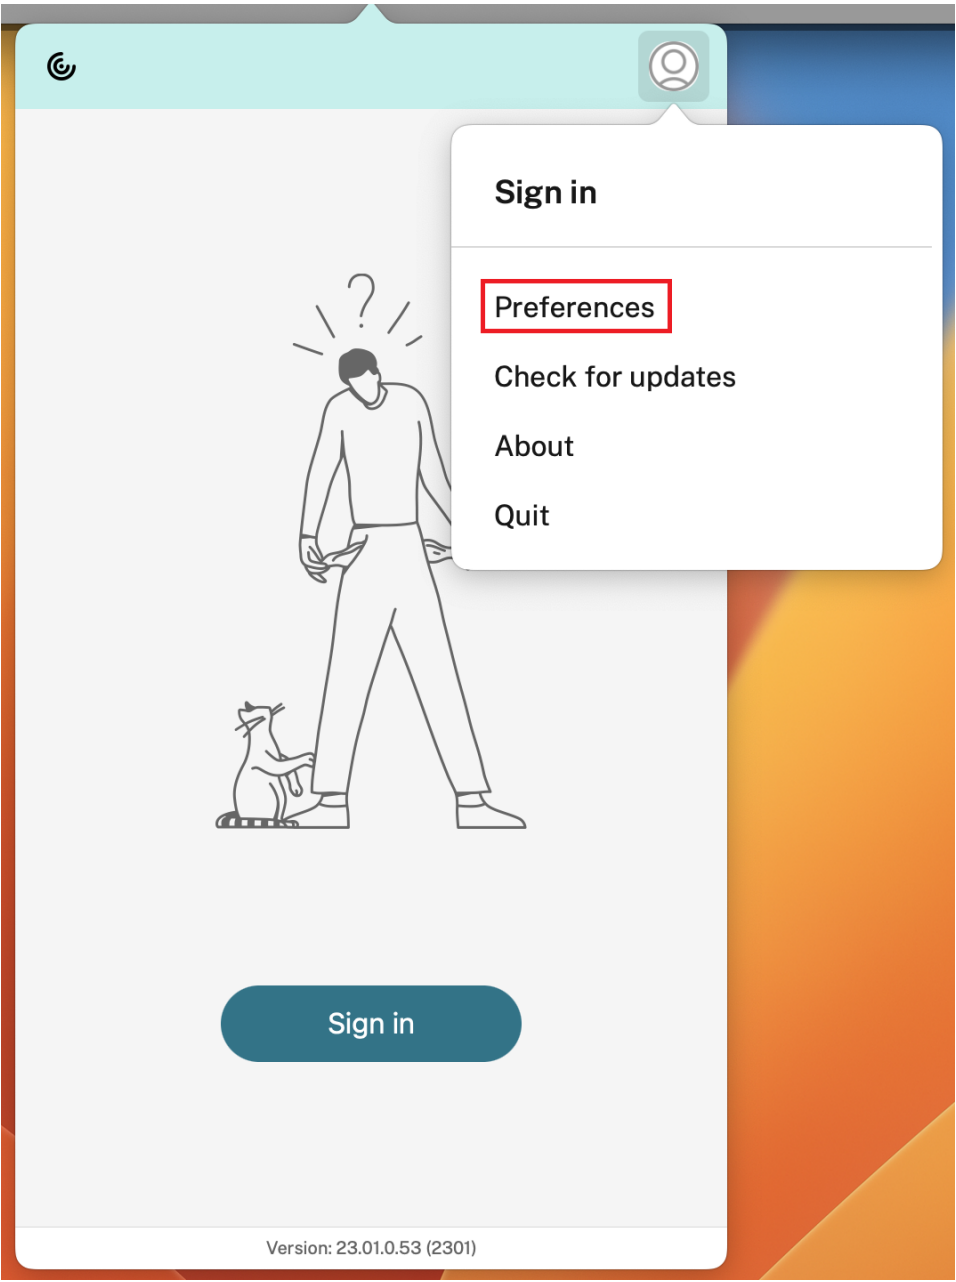 Sign in
Preferences
Check for updates
About
Quit
?
Sign in
Version: 23.01.0.53 (2301)